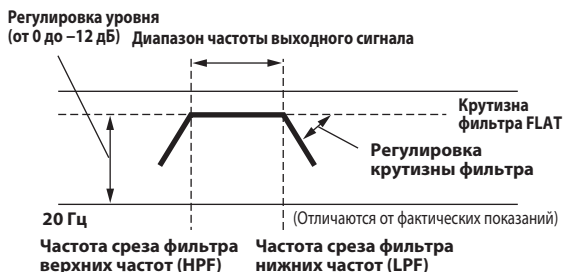 Регулировка уровня
(от 0 до −12 дБ)
Диапазон частоты выходного сигнала
Крутизна
фильтра FLAT
Регулировка
крутизны фильтра
20 Гц
(Отличаются от фактических показаний)
Частота среза фильтра
верхних частот (HPF)
Частота среза фильтра
нижних частот (LPF)